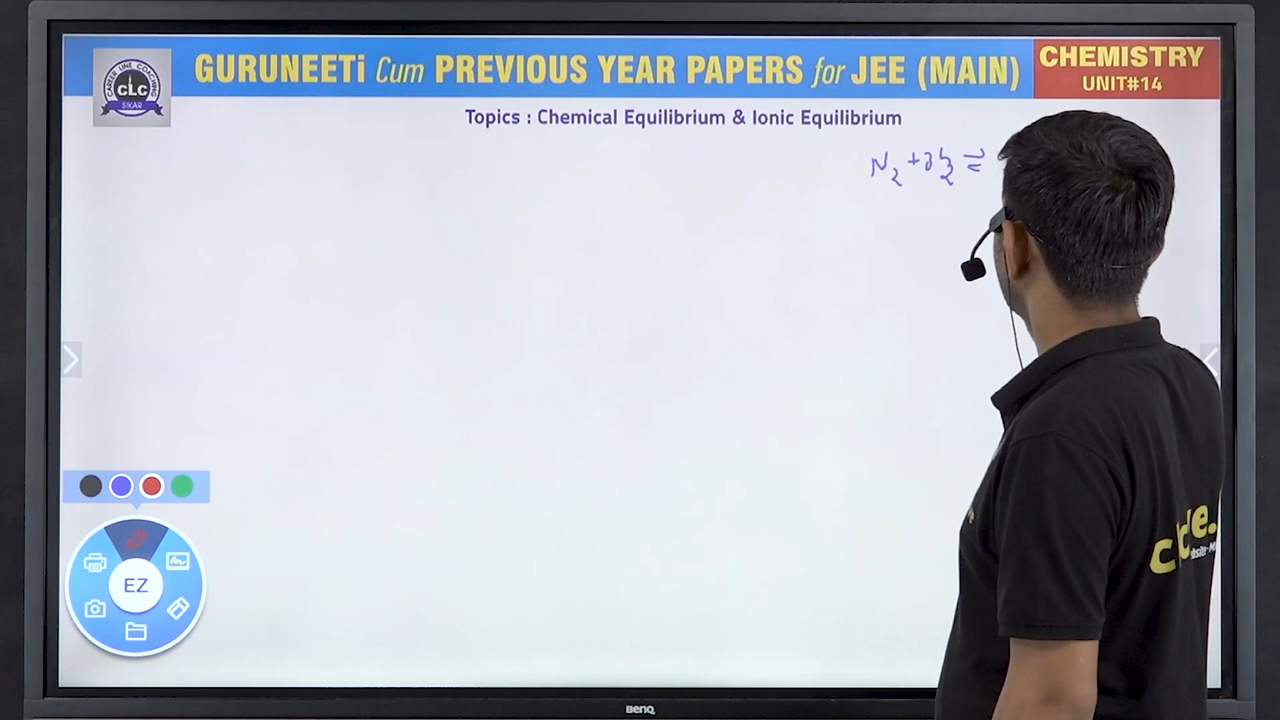 GURUNEETi Cum PREVIOUS YEAR PAPERS for JEE (MAIN)
CHEMISTRY
UNIT#14
CAREER LINE COACHING
CLC
SIKAR
Topics : Chemical Equilibrium & Ionic Equilibrium
N2 + 3H2 ⇌
EZ
BenQ